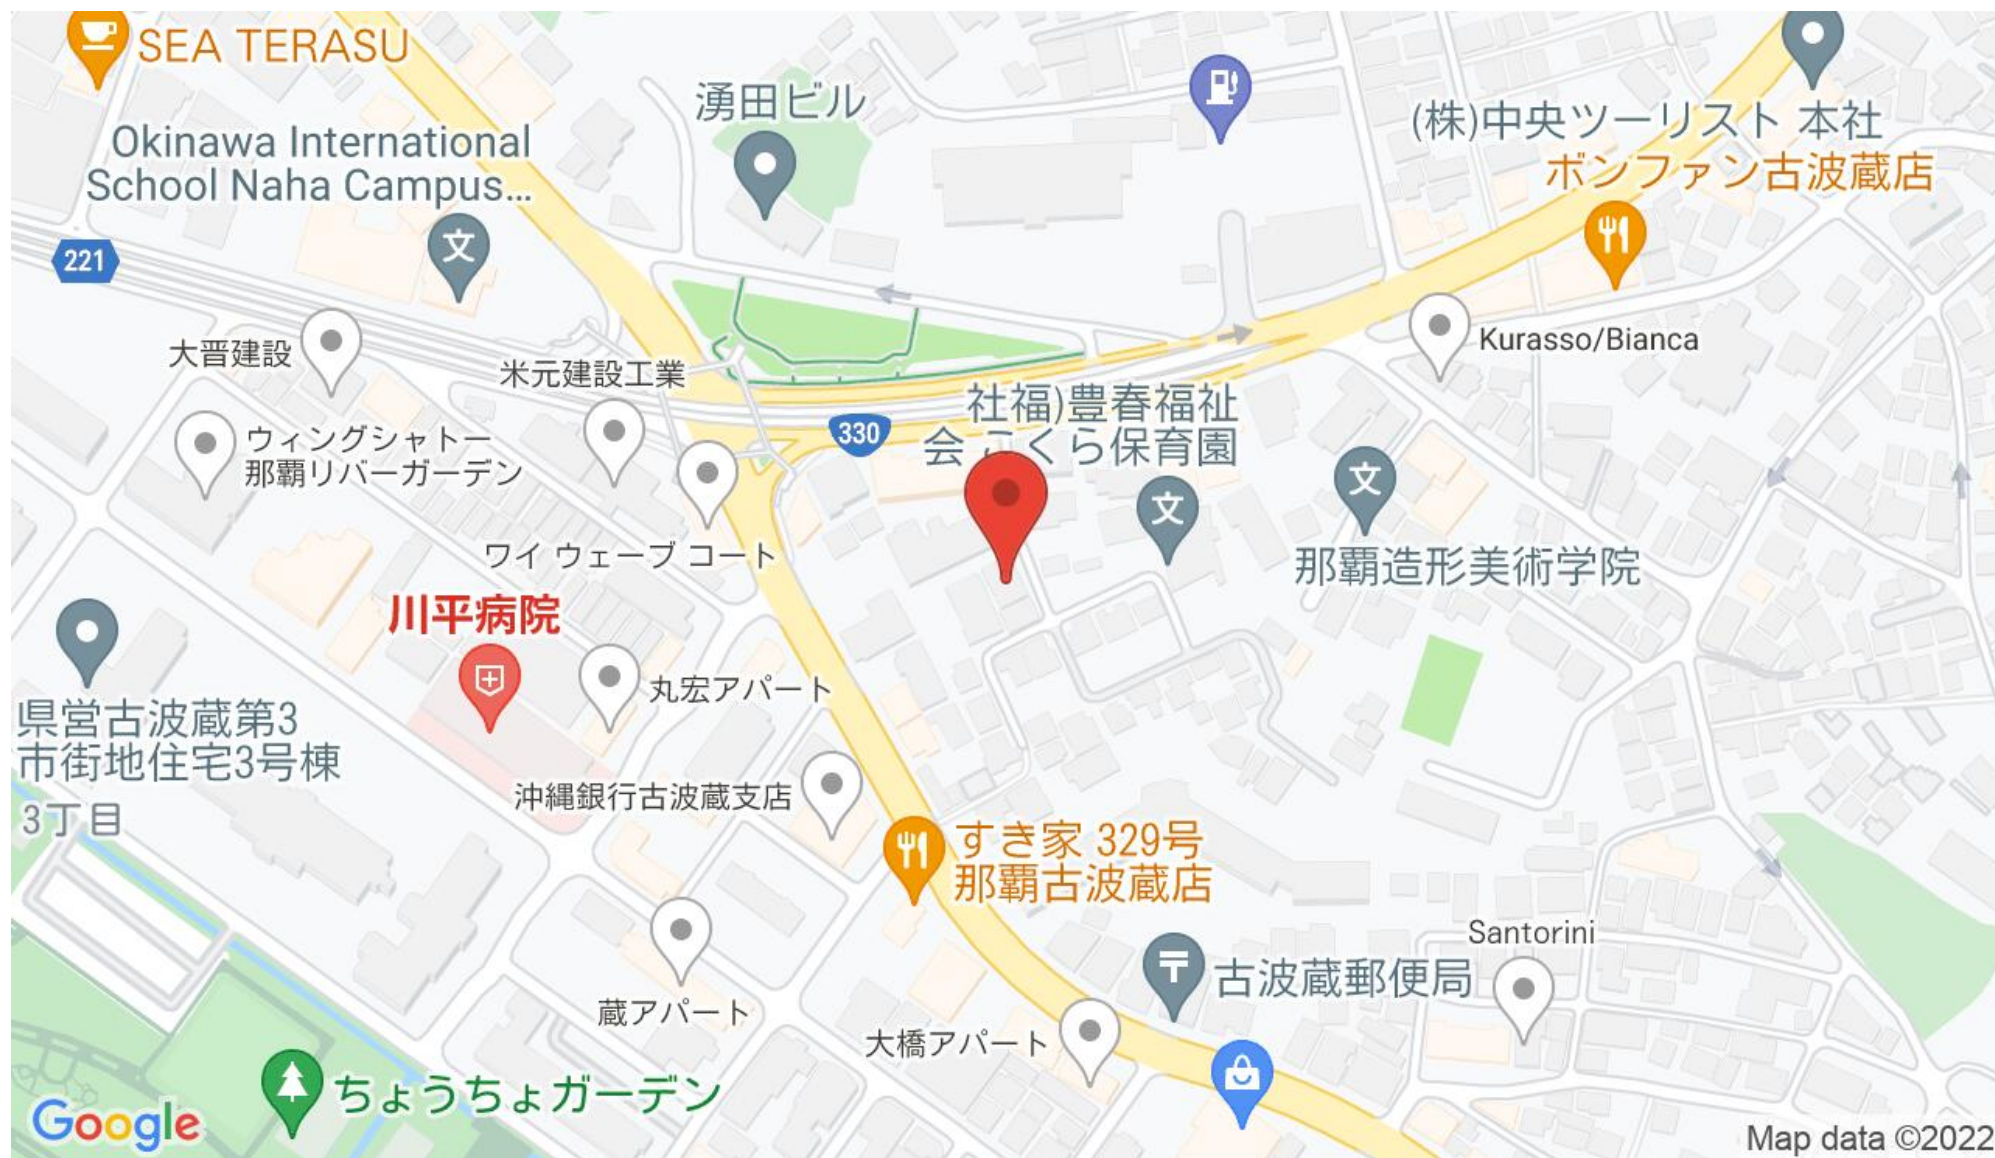 SEA TERASU
湧田ビル
(株)中央ツーリスト 本社
Okinawa International
School Naha Campus...
ボンファン古波蔵店
文
221
大晋建設
米元建設工業
Kurasso/Bianca
330
社福)豊春福祉
会 こくら保育園
ウィングシャトー
那覇リバーガーデン
文
文
ワイ ウェーブ コート
那覇造形美術学院
川平病院
丸宏アパート
県営古波蔵第3
市街地住宅3号棟
3丁目
沖縄銀行古波蔵支店
すき家 329号
那覇古波蔵店
Santorini
〒
古波蔵郵便局
蔵アパート
大橋アパート
ちょうちょガーデン
Google
Map data ©2022